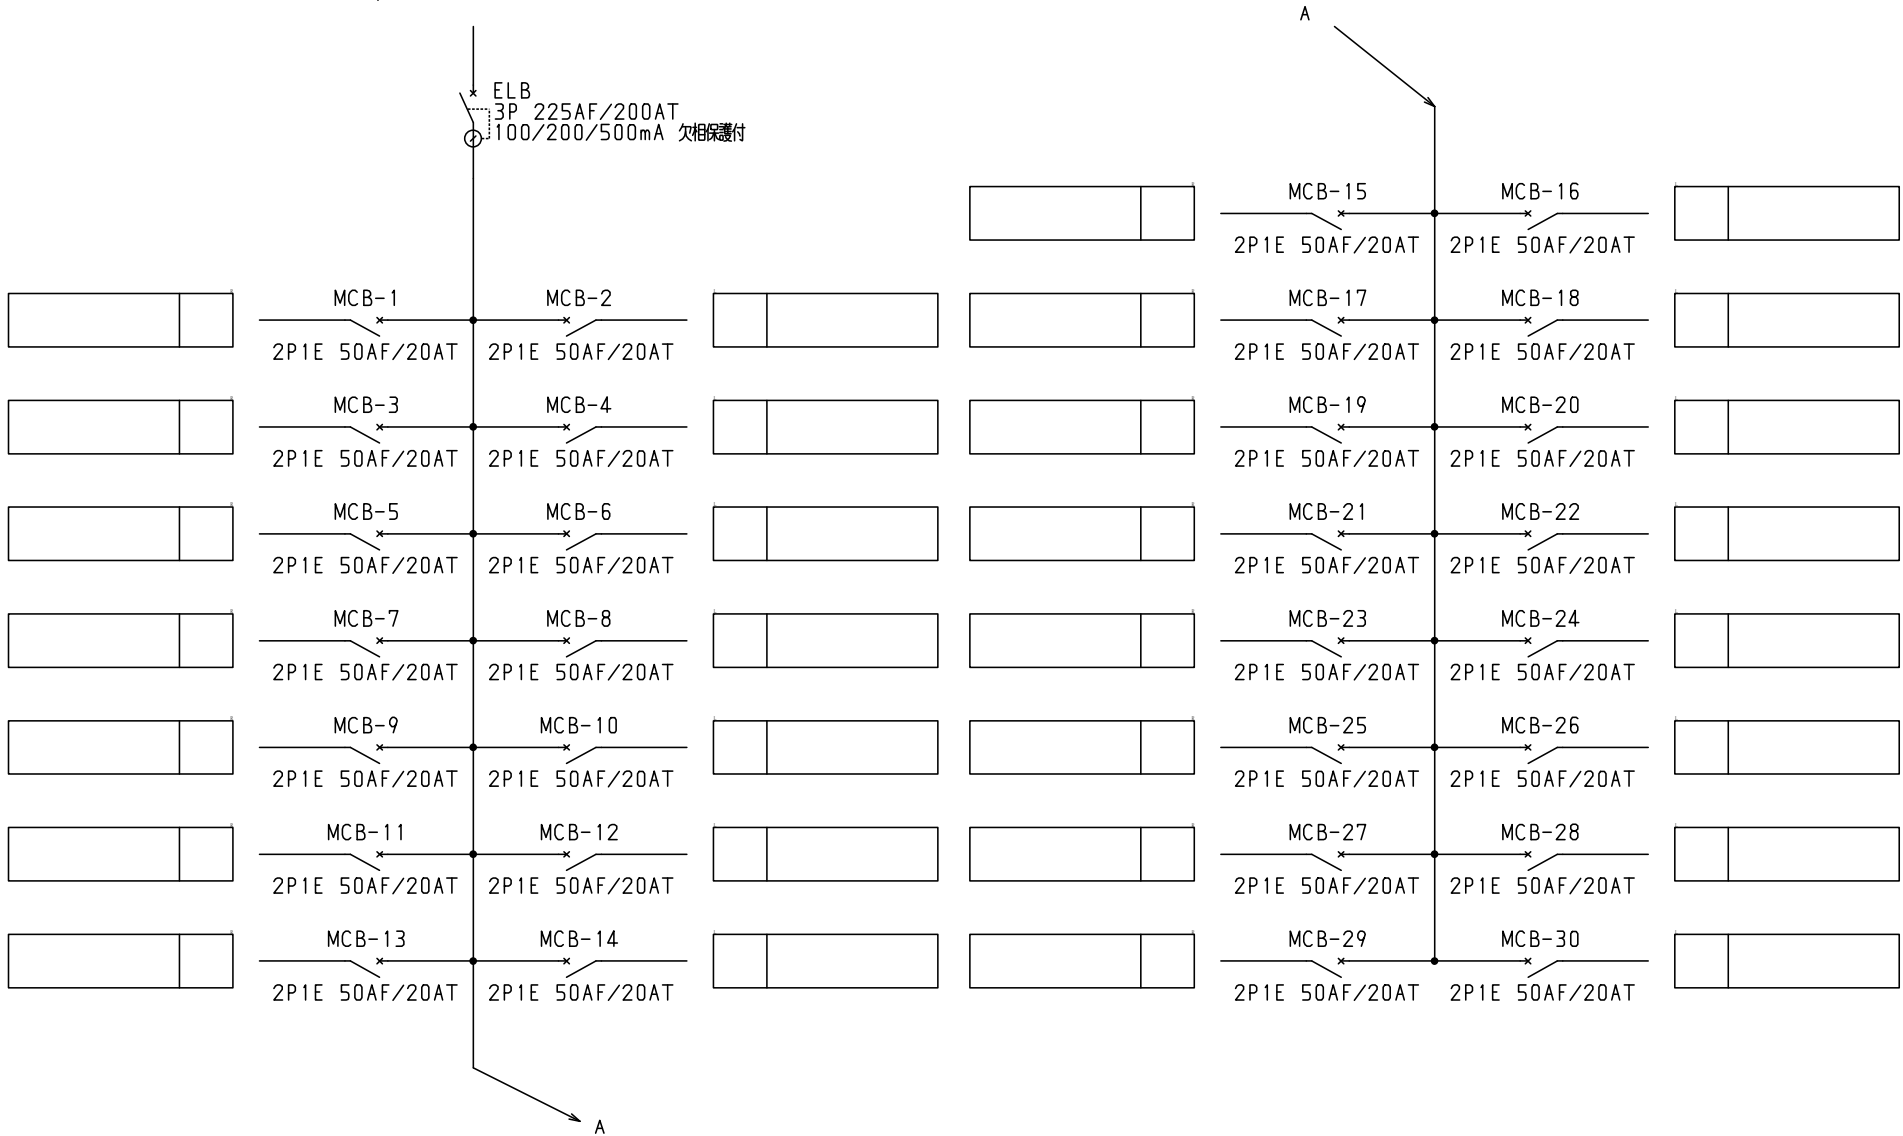 A
ELB
3P 225AF/200AT
100/200/500mA 欠相保護付
MCB-1 MCB-2
2P1E 50AF/20AT 2P1E 50AF/20AT
MCB-3 MCB-4
2P1E 50AF/20AT 2P1E 50AF/20AT
MCB-5 MCB-6
2P1E 50AF/20AT 2P1E 50AF/20AT
MCB-7 MCB-8
2P1E 50AF/20AT 2P1E 50AF/20AT
MCB-9 MCB-10
2P1E 50AF/20AT 2P1E 50AF/20AT
MCB-11 MCB-12
2P1E 50AF/20AT 2P1E 50AF/20AT
MCB-13 MCB-14
2P1E 50AF/20AT 2P1E 50AF/20AT
A
MCB-15 MCB-16
2P1E 50AF/20AT 2P1E 50AF/20AT
MCB-17 MCB-18
2P1E 50AF/20AT 2P1E 50AF/20AT
MCB-19 MCB-20
2P1E 50AF/20AT 2P1E 50AF/20AT
MCB-21 MCB-22
2P1E 50AF/20AT 2P1E 50AF/20AT
MCB-23 MCB-24
2P1E 50AF/20AT 2P1E 50AF/20AT
MCB-25 MCB-26
2P1E 50AF/20AT 2P1E 50AF/20AT
MCB-27 MCB-28
2P1E 50AF/20AT 2P1E 50AF/20AT
MCB-29 MCB-30
2P1E 50AF/20AT 2P1E 50AF/20AT